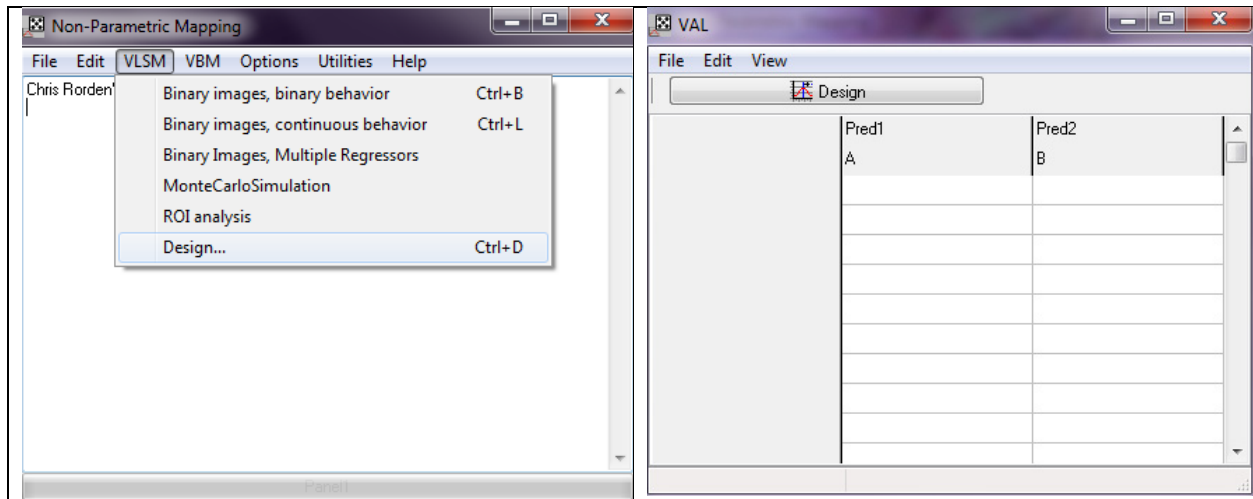 Non-Parametric Mapping
File Edit VLSM VBM Options Utilities Help
Chris Rorden'
Binary images, binary behavior Ctrl+B
Binary images, continuous behavior Ctrl+L
Binary Images, Multiple Regressors
MonteCarloSimulation
ROI analysis
Design... Ctrl+D
Panel1
VAL
File Edit View
Design
Pred1 Pred2
A B